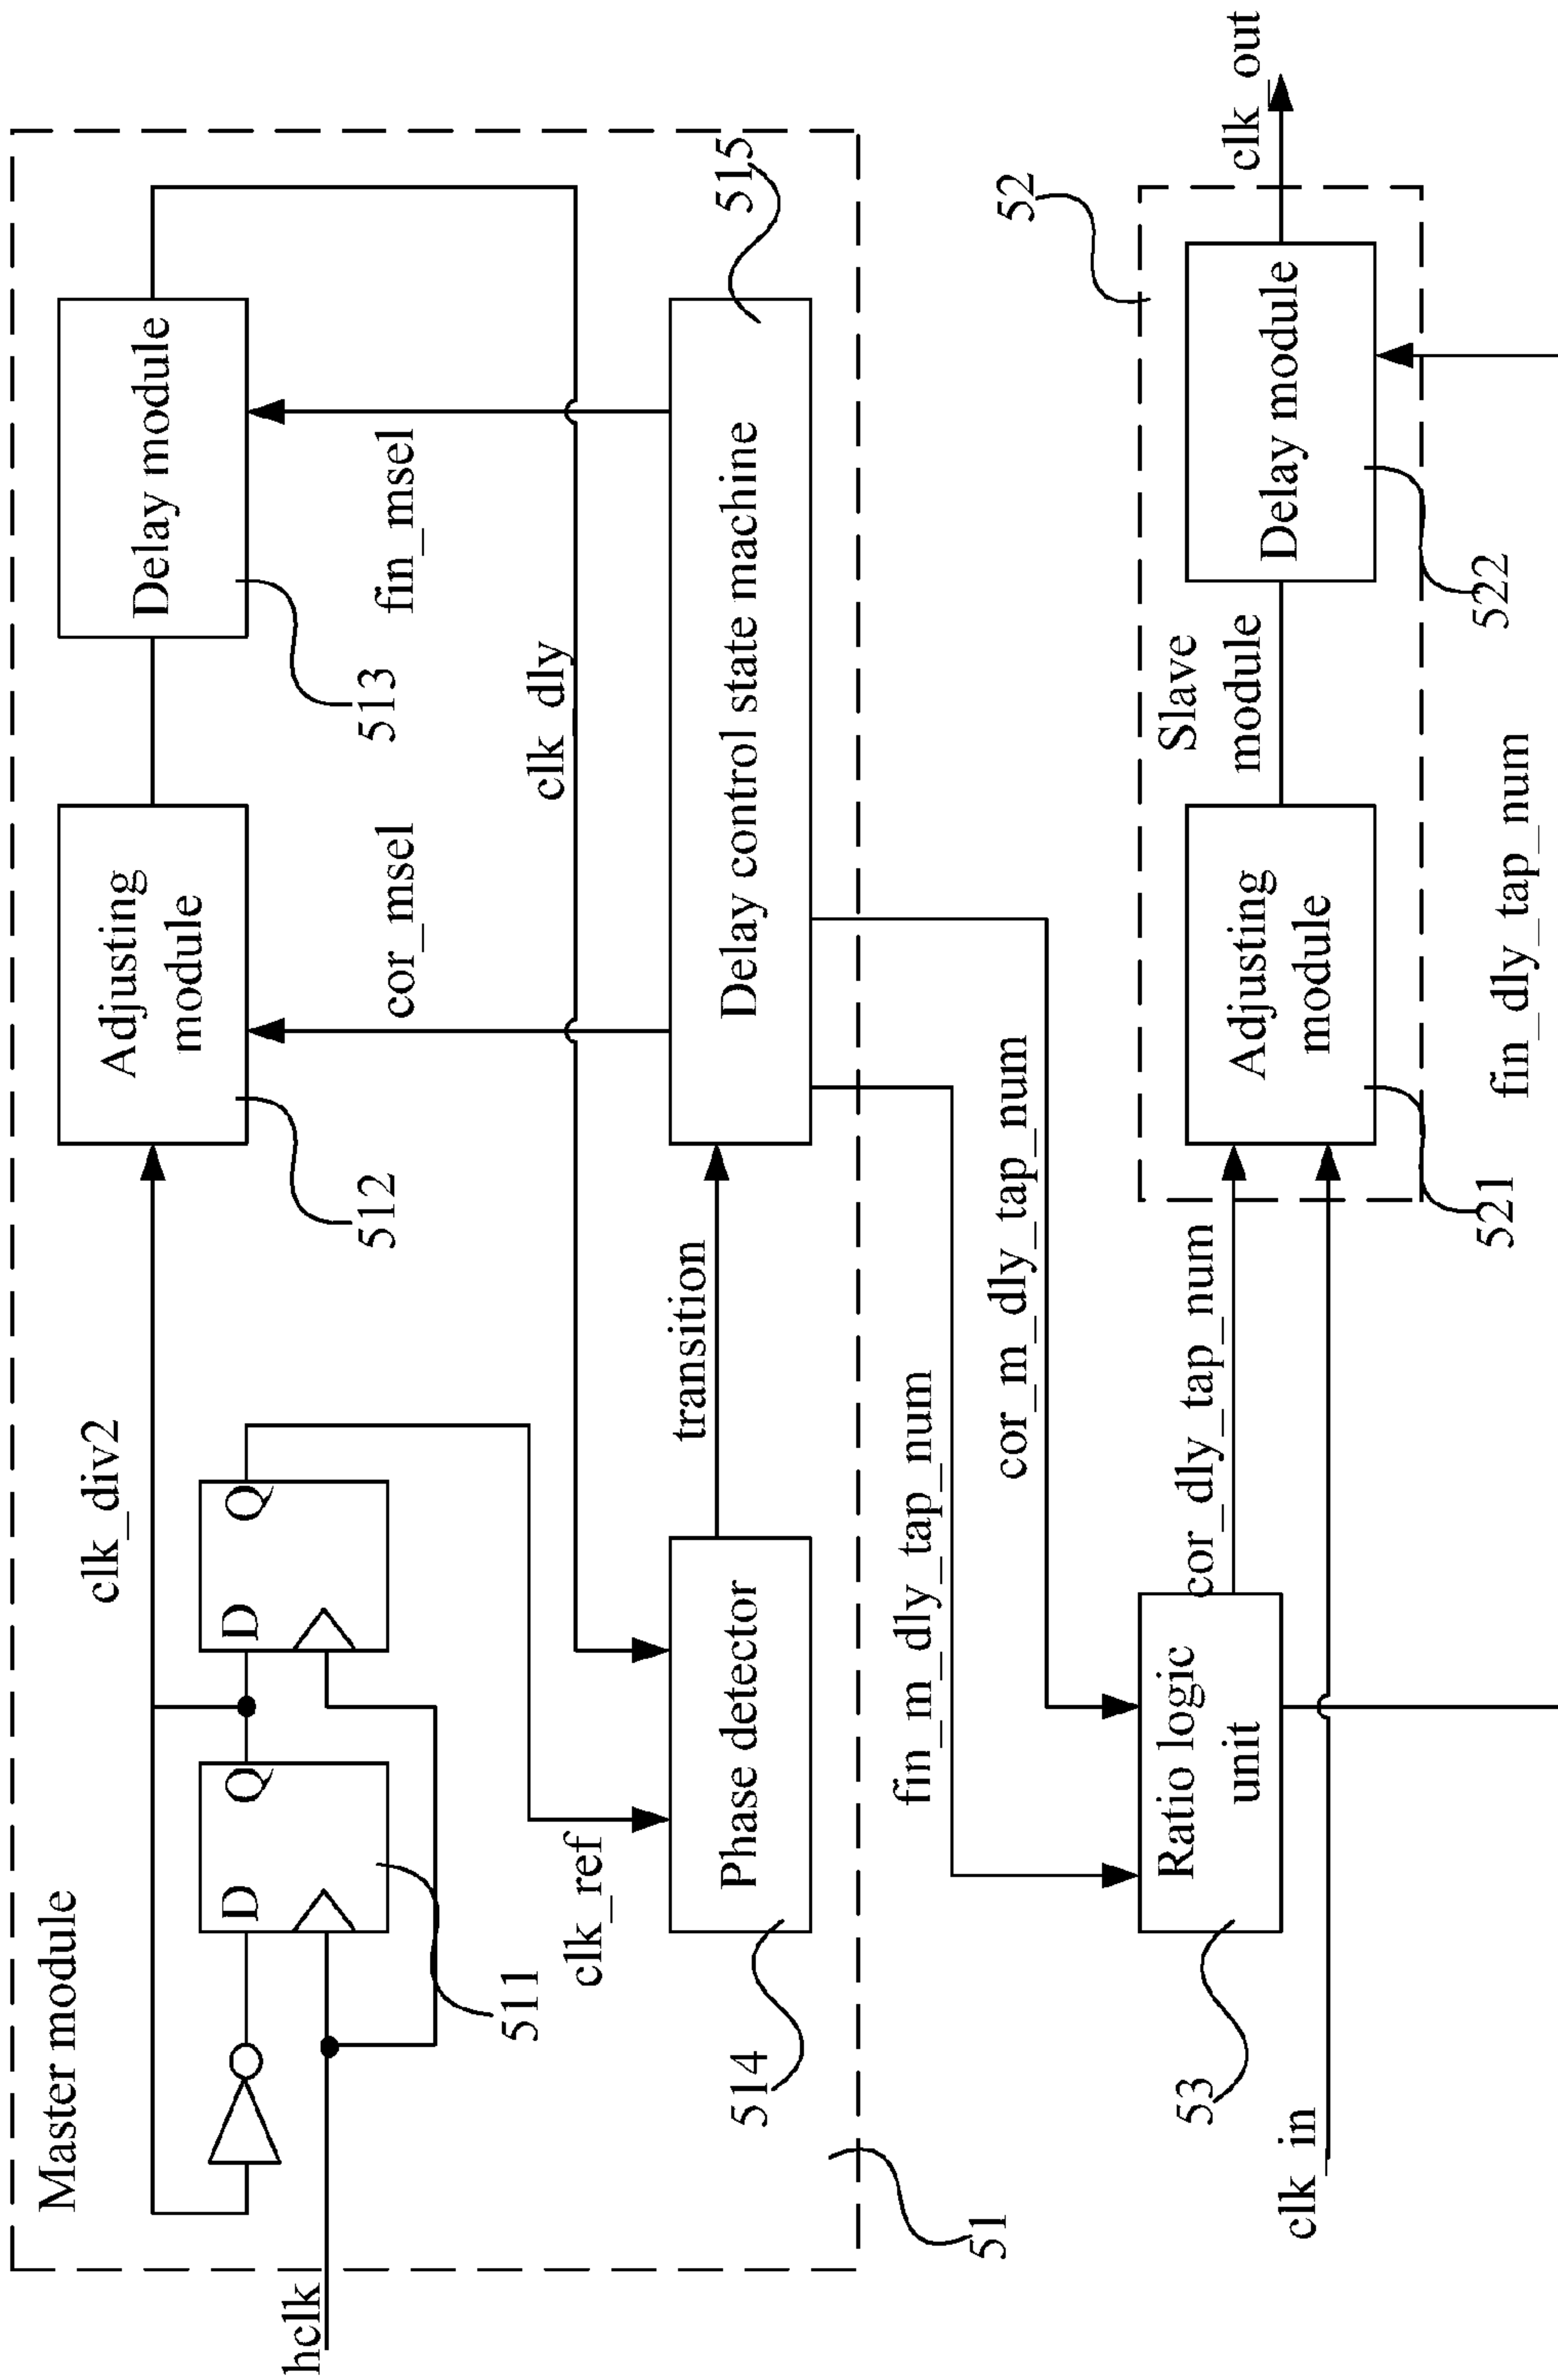 Master module
hclk
clk_div2
D
Q
D
Q
511
Adjusting
module
512
Delay module
513
cor_msel
fin_msel
clk_dly
clk_ref
Phase detector
514
transition
Delay control state machine
515
51
fin_m_dly_tap_num
cor_m_dly_tap_num
Ratio logic
unit
53
cor_dly_tap_num
clk_in
Adjusting
module
521
Slave
module
Delay module
522
52
clk_out
fin_dly_tap_num